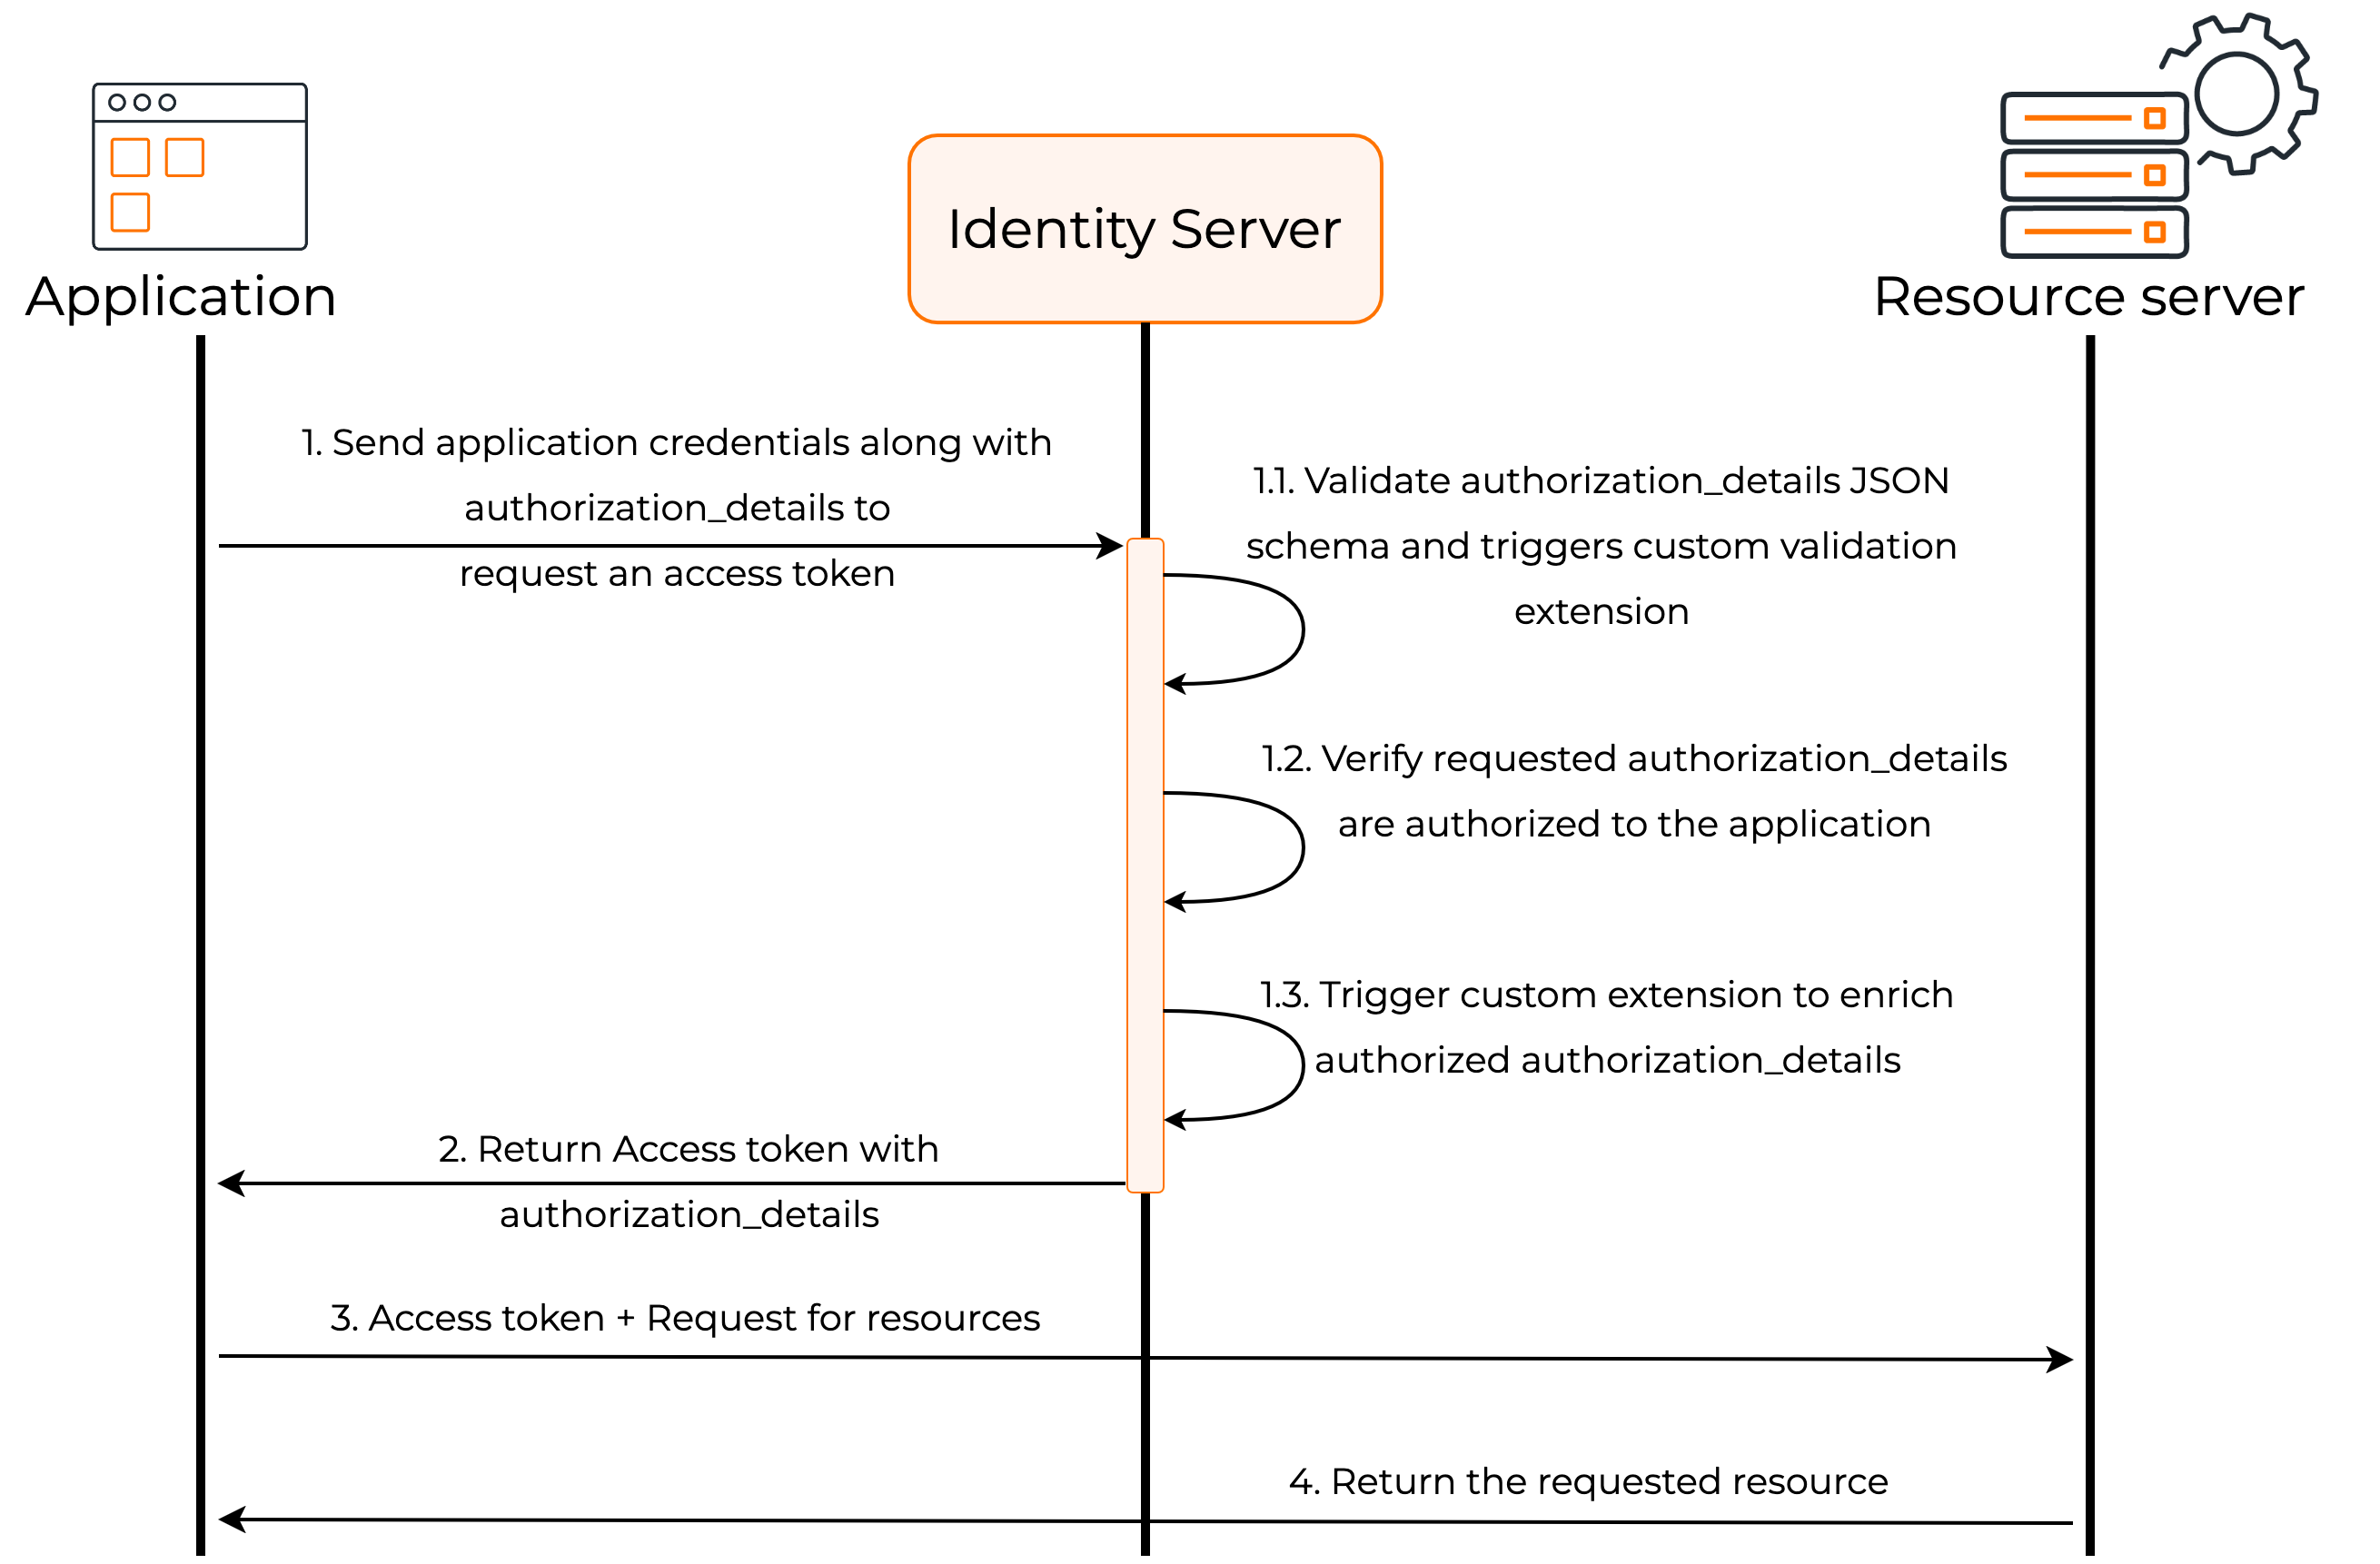 Application
Identity Server
Resource server
1. Send application credentials along with
authorization_details to
request an access token
1.1. Validate authorization_details JSON
schema and triggers custom validation
extension
1.2. Verify requested authorization_details
are authorized to the application
1.3. Trigger custom extension to enrich
authorized authorization_details
2. Return Access token with
authorization_details
3. Access token + Request for resources
4. Return the requested resource